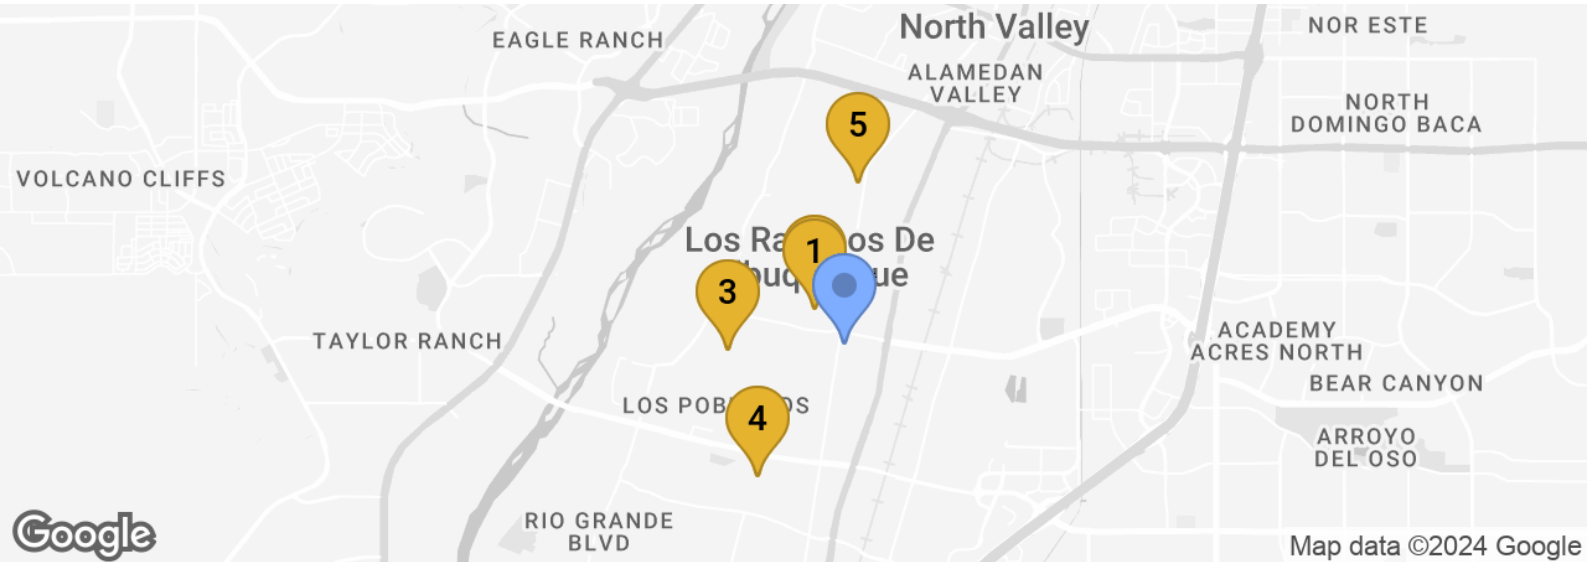 North Valley
NOR ESTE
EAGLE RANCH
ALAMEDAN
VALLEY
NORTH
DOMINGO BACA
5
VOLCANO CLIFFS
Los Ra os De
1
buq ue
3
TAYLOR RANCH
ACADEMY
ACRES NORTH
BEAR CANYON
LOS POB OS
4
ARROYO
DEL OSO
RIO GRANDE
BLVD
Google
Map data ©2024 Google